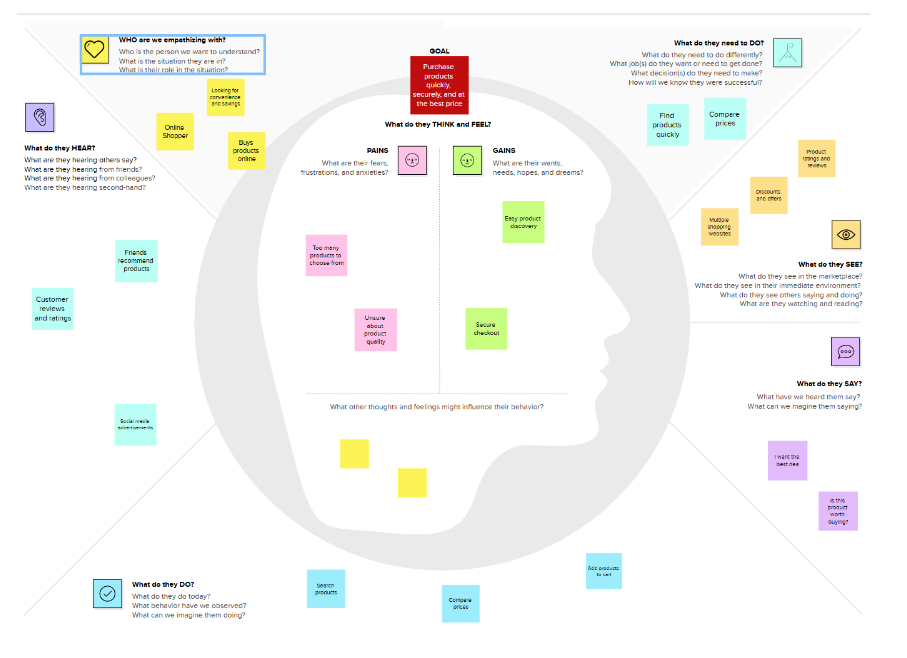 WHO are we empathizing with?
Who is the person we want to understand?
What is the situation they are in?
What is their role in the situation?
Looking for
convenience
and savings
Online
Shopper
Buys
products
online
GOAL
Purchase
products
quickly,
securely, and at
the best price
What do they need to DO?
What do they need to do differently?
What job(s) do they want or need to get done?
What decision(s) do they need to make?
How will we know they were successful?
Find
products
quickly
Compare
prices
What do they HEAR?
What are they hearing others say?
What are they hearing from friends?
What are they hearing from colleagues?
What are they hearing second-hand?
Friends
recommend
products
Customer
reviews
and ratings
Social media
advertisements
What do they THINK and FEEL?
PAINS
What are their fears,
frustrations, and anxieties?
Too many
products to
choose from
Unsure
about
product
quality
GAINS
What are their wants,
needs, hopes, and dreams?
Easy product
discovery
Secure
checkout
What other thoughts and feelings might influence their behavior?
Product
ratings and
reviews
Discounts
and offers
Multiple
shopping
websites
What do they SEE?
What do they see in the marketplace?
What do they see in their immediate environment?
What do they see others saying and doing?
What are they watching and reading?
What do they SAY?
What have we heard them say?
What can we magine them saying?
I want the
best dea
Is this
product
worth
buying?
What do they DO?
What do they do today?
What behavior have we observed?
What can we imagine them doing?
Search
products
Compare
prices
Add products
to cart